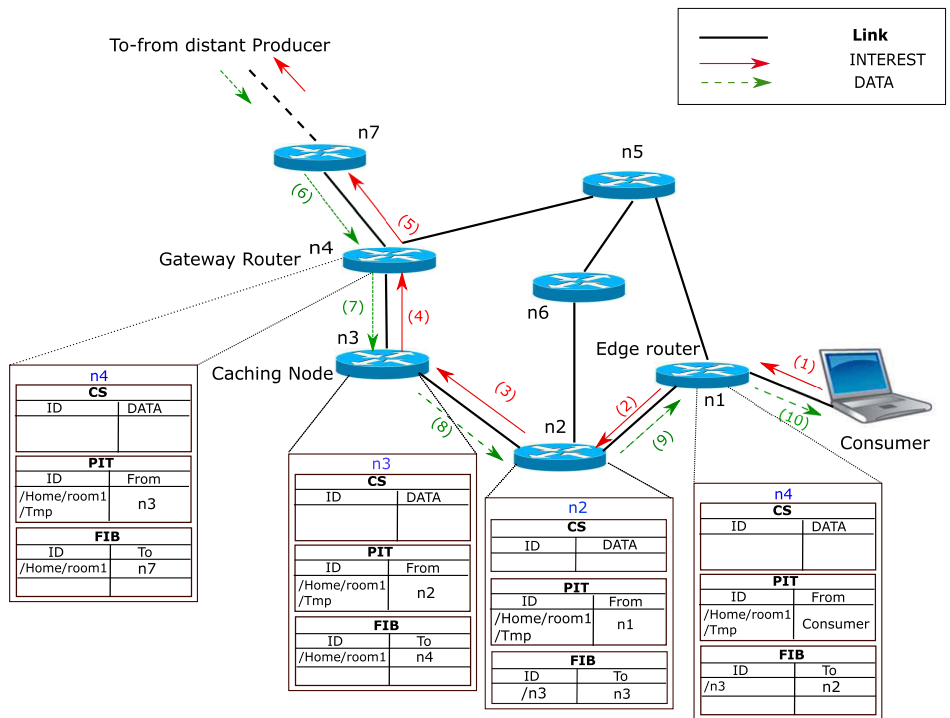 To-from distant Producer
Link
INTEREST
DATA
n7
n5
(6)
(5)
n4
Gateway Router
(7)
(4)
n6
n3
Caching Node
Edge router
(1)
(3)
(2)
n1
(10)
(8)
n2
(9)
Consumer
n4
CS
ID DATA
PIT
ID From
/Home/room1
/Tmp
n3
FIB
ID To
/Home/room1 n7
n3
CS
ID DATA
PIT
ID From
/Home/room1
/Tmp
n2
FIB
ID To
/Home/room1 n4
n2
CS
ID DATA
PIT
ID From
/Home/room1
/Tmp
n1
FIB
ID To
/n3 n3
n4
CS
ID DATA
PIT
ID From
/Home/room1
/Tmp
Consumer
FIB
ID To
/n3 n2